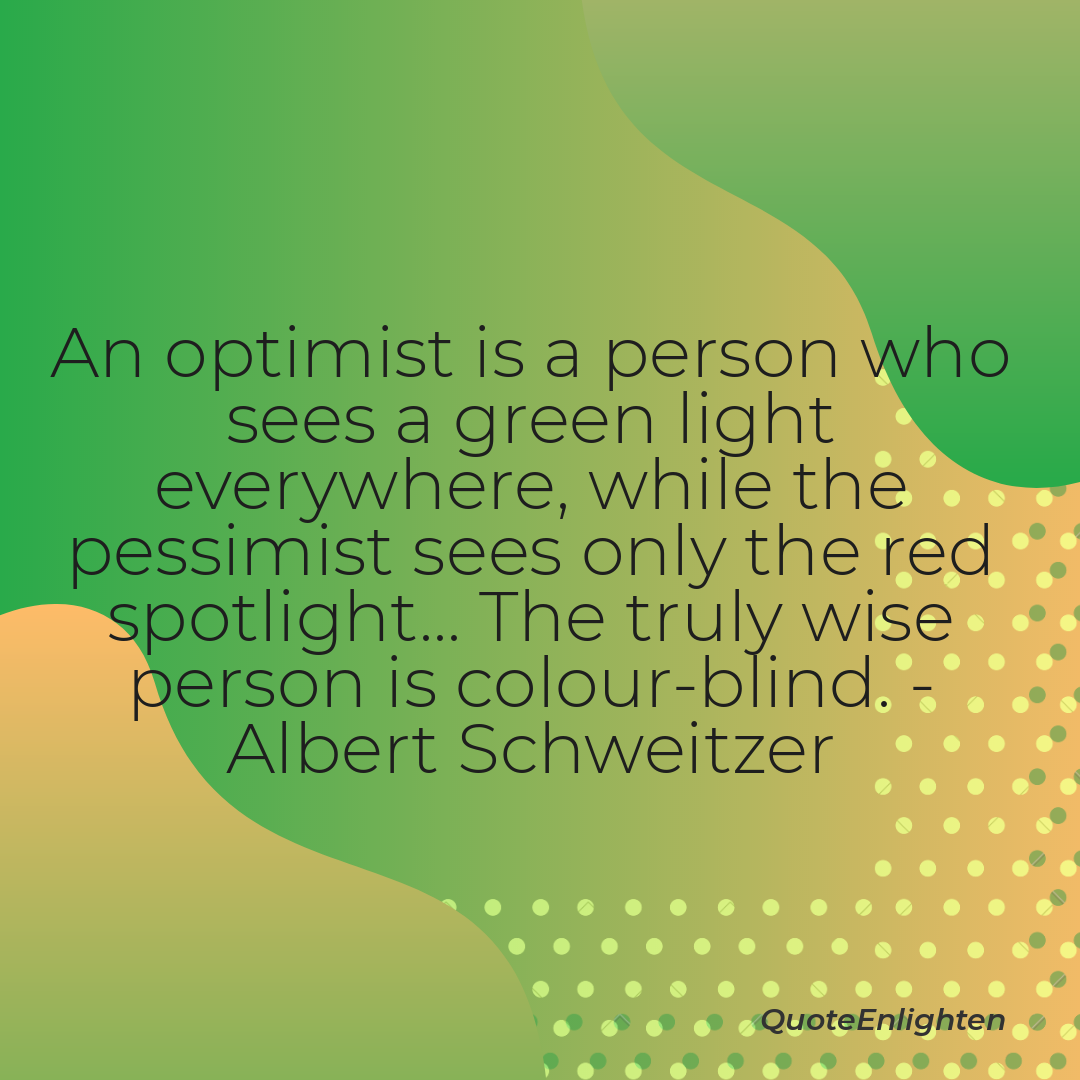 An optimist is a person who
sees a green light
everywhere, while the
pessimist sees only the red
spotlight... The truly wise
person is colour-blind. -
Albert Schweitzer
QuoteEnlighten